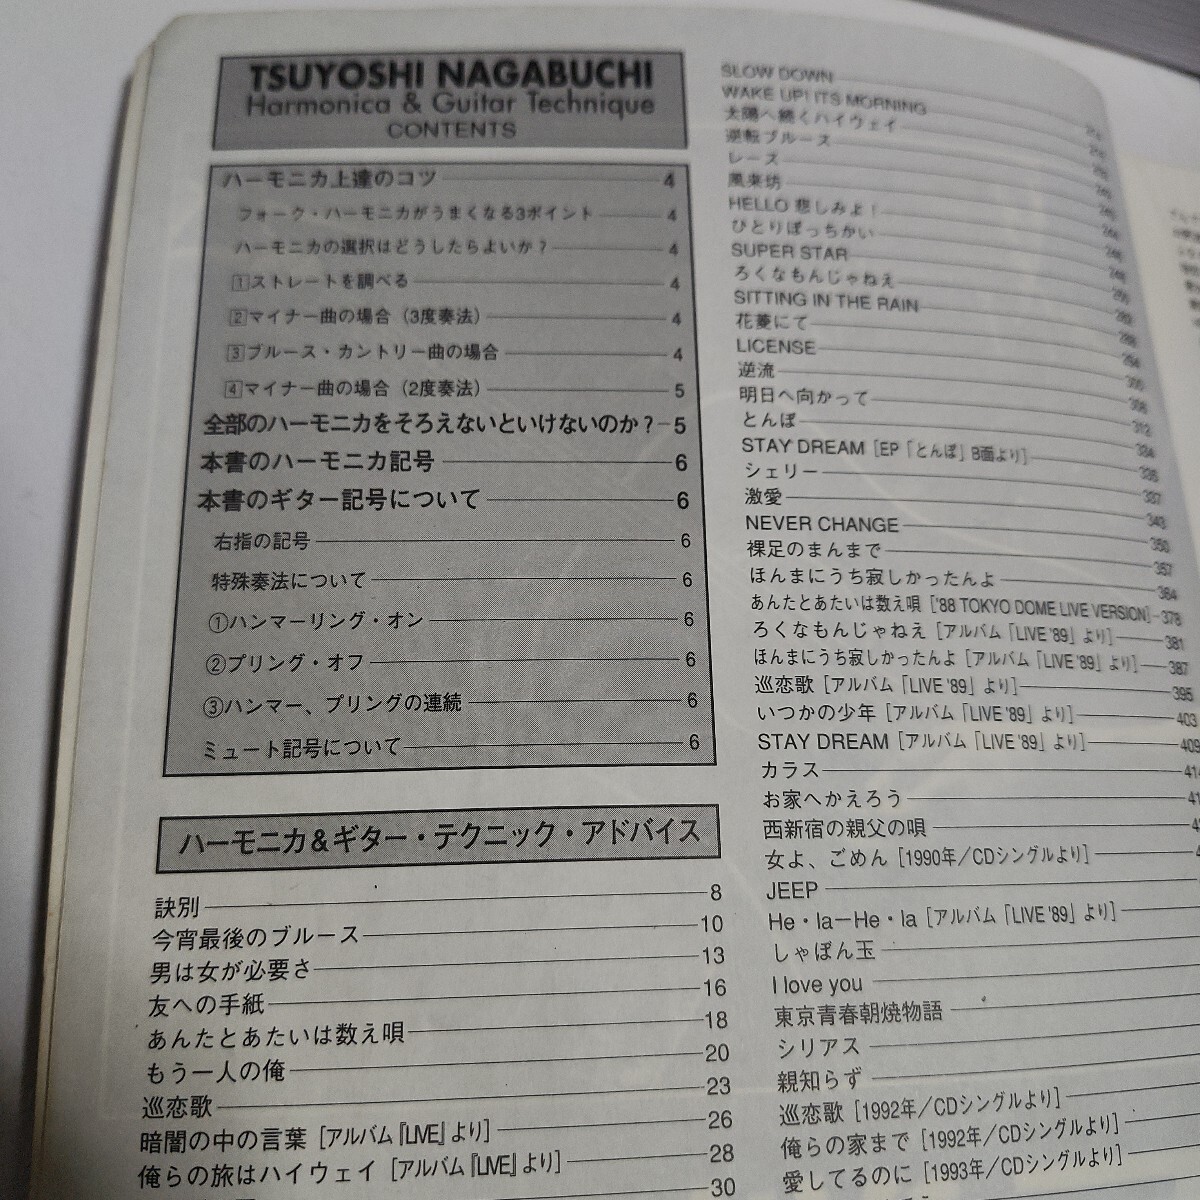 TSUYOSHI NAGABUCHI
Harmonica & Guitar Technique
CONTENTS
ハーモニカ上達のコツ 4
フォーク・ハーモニカがうまくなる3ポイント 4
ハーモニカの選択はどうしたらよいか? 4
1ストレートを調べる 4
2マイナー曲の場合(3度奏法) 4
3ブルース・カントリー曲の場合 4
4マイナー曲の場合(2度奏法) 5
全部のハーモニカをそろえないといけないのか? 5
本書のハーモニカ記号 6
本書のギター記号について 6
右指の記号 6
特殊奏法について 6
①ハンマーリング・オン 6
②プリング・オフ 6
③ハンマー、プリングの連続 6
ミュート記号について 6
ハーモニカ&ギター・テクニック・アドバイス
訣別 8
今宵最後のブルース 10
男は女が必要さ 13
友への手紙 16
あんたとあたいは数え唄 18
もう一人の俺 20
巡恋歌 23
暗闇の中の言葉[アルバム『LIVE』より] 26
俺らの旅はハイウェイ[アルバム『LIVE』より] 28
30
SLOW DOWN
WAKE UP! ITS MORNING
太陽へ続くハイウェイ
逆転ブルース
レース
風来坊
HELLO 悲しみよ!
ひとりぼっちかい
SUPER STAR
ろくなもんじゃねえ
SITTING IN THE RAIN
花菱にて
LICENSE
逆流
明日へ向かって
とんぼ 312
STAY DREAM[EP「とんぼ」B面より] 334
シェリー 335
激愛 337
NEVER CHANGE 343
裸足のまんまで 350
ほんまにうち寂しかったんよ 364
あんたとあたいは数え唄['88 TOKYO DOME LIVE VERSION] 378
ろくなもんじゃねえ[アルバム「LIVE'89」より] 381
ほんまにうち寂しかったんよ[アルバム「LIVE'89」より] 387
巡恋歌[アルバム「LIVE'89」より] 395
いつかの少年[アルバム「LIVE'89」より] 403
STAY DREAM[アルバム「LIVE'89」より] 409
カラス
お家へかえろう
西新宿の親父の唄
女よ、ごめん[1990年/CDシングルより]
JEEP
He・la－He・la[アルバム「LIVE'89」より]
しゃぼん玉
I love you
東京青春朝焼物語
シリアス
親知らず
巡恋歌[1992年/CDシングルより]
俺らの家まで[1992年/CDシングルより]
愛してるのに[1993年/CDシングルより]